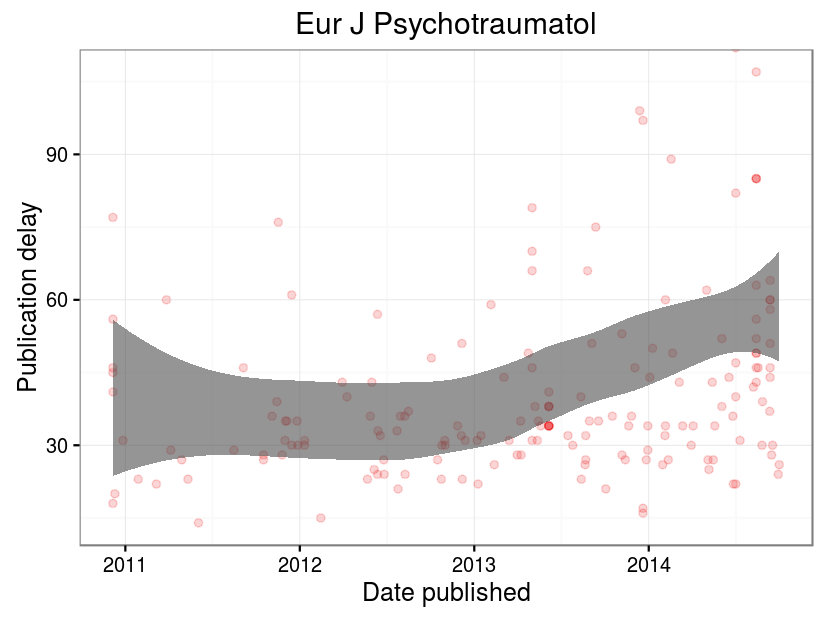 Eur J Psychotraumatol
Publication delay
90
60
30
2011 2012 2013 2014
Date published